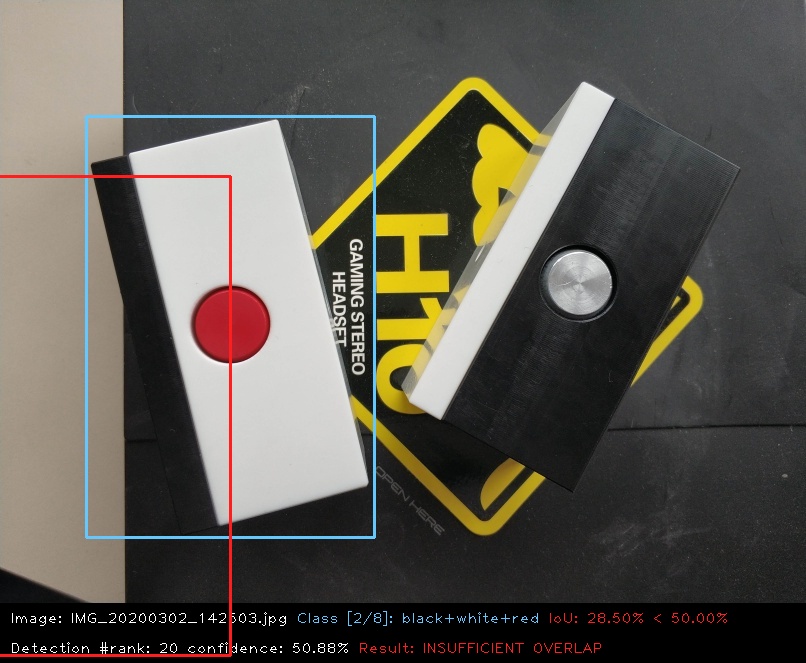 GAMING STEREO
HEADSET
H10
OPEN HERE
Image: IMG_20200302_142503.jpg Class [2/8]: black+white+red IoU: 28.50% < 50.00%
Detection #rank: 20 confidence: 50.88% Result: INSUFFICIENT OVERLAP